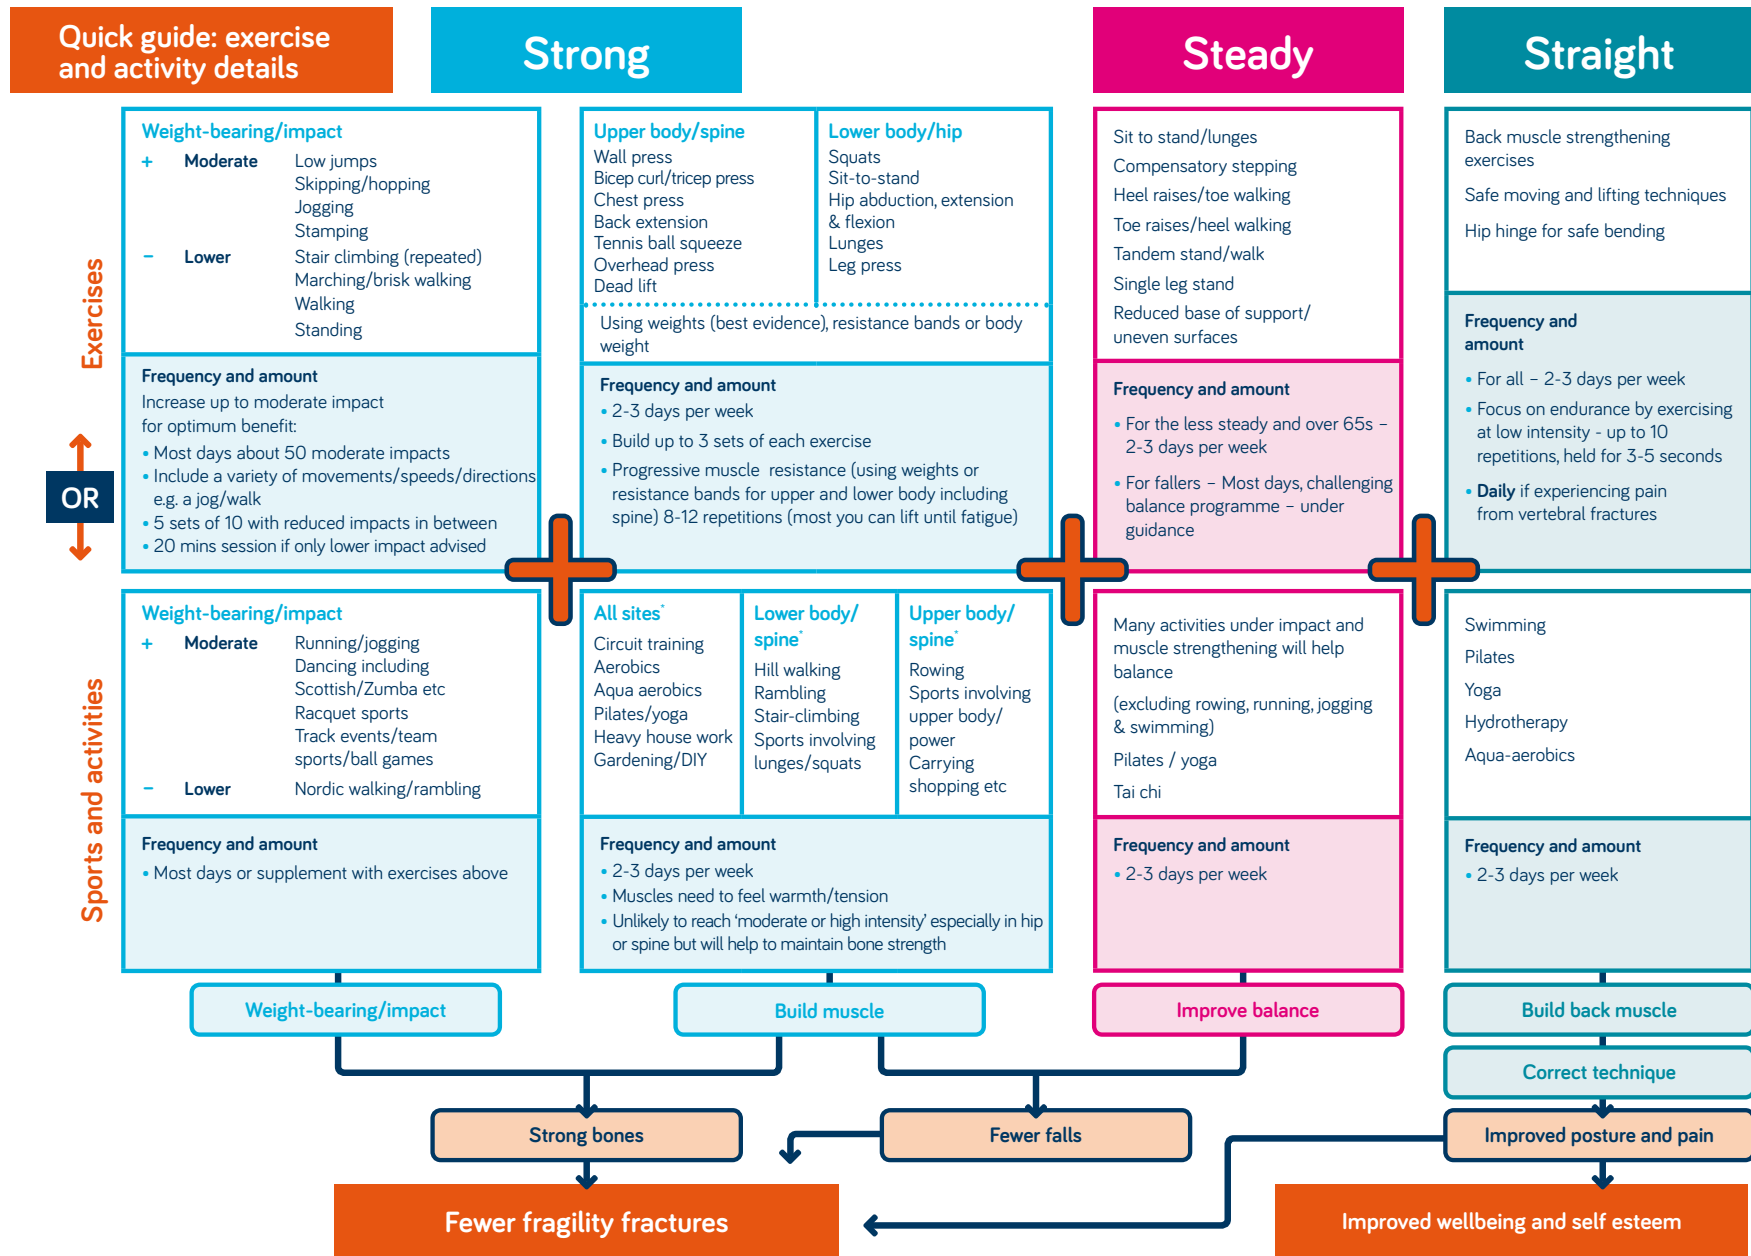 Quick guide: exercise
and activity details
Strong
Steady
Straight
Exercises
OR
Sports and activities
Weight-bearing/impact
+ Moderate Low jumps
Skipping/hopping
Jogging
Stamping
– Lower Stair climbing (repeated)
Marching/brisk walking
Walking
Standing
Frequency and amount
Increase up to moderate impact
for optimum benefit:
• Most days about 50 moderate impacts
• Include a variety of movements/speeds/directions
e.g. a jog/walk
• 5 sets of 10 with reduced impacts in between
• 20 mins session if only lower impact advised
Upper body/spine
Wall press
Bicep curl/tricep press
Chest press
Back extension
Tennis ball squeeze
Overhead press
Dead lift
Lower body/hip
Squats
Sit-to-stand
Hip abduction, extension
& flexion
Lunges
Leg press
Using weights (best evidence), resistance bands or body
weight
Frequency and amount
• 2-3 days per week
• Build up to 3 sets of each exercise
• Progressive muscle resistance (using weights or
resistance bands for upper and lower body including
spine) 8-12 repetitions (most you can lift until fatigue)
Sit to stand/lunges
Compensatory stepping
Heel raises/toe walking
Toe raises/heel walking
Tandem stand/walk
Single leg stand
Reduced base of support/
uneven surfaces
Frequency and amount
• For the less steady and over 65s –
2-3 days per week
• For fallers – Most days, challenging
balance programme – under
guidance
Back muscle strengthening
exercises
Safe moving and lifting techniques
Hip hinge for safe bending
Frequency and
amount
• For all – 2-3 days per week
• Focus on endurance by exercising
at low intensity - up to 10
repetitions, held for 3-5 seconds
• Daily if experiencing pain
from vertebral fractures
Weight-bearing/impact
+ Moderate Running/jogging
Dancing including
Scottish/Zumba etc
Racquet sports
Track events/team
sports/ball games
– Lower Nordic walking/rambling
Frequency and amount
• Most days or supplement with exercises above
All sites*
Circuit training
Aerobics
Aqua aerobics
Pilates/yoga
Heavy house work
Gardening/DIY
Lower body/
spine*
Hill walking
Rambling
Stair-climbing
Sports involving
lunges/squats
Upper body/
spine*
Rowing
Sports involving
upper body/
power
Carrying
shopping etc
Frequency and amount
• 2-3 days per week
• Muscles need to feel warmth/tension
• Unlikely to reach ‘moderate or high intensity’ especially in hip
or spine but will help to maintain bone strength
Many activities under impact and
muscle strengthening will help
balance
(excluding rowing, running, jogging
& swimming)
Pilates / yoga
Tai chi
Frequency and amount
• 2-3 days per week
Swimming
Pilates
Yoga
Hydrotherapy
Aqua-aerobics
Frequency and amount
• 2-3 days per week
Weight-bearing/impact
Build muscle
Improve balance
Build back muscle
Correct technique
Strong bones
Fewer falls
Improved posture and pain
Fewer fragility fractures
Improved wellbeing and self esteem